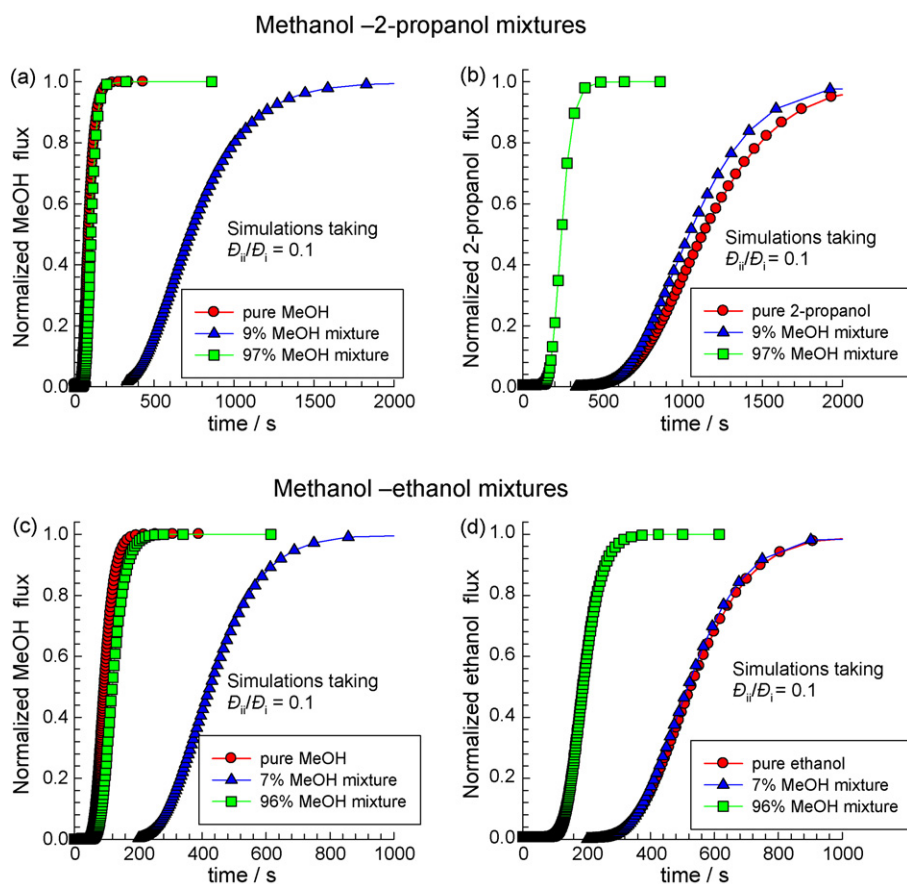 Methanol –2-propanol mixtures
(a)
Normalized MeOH flux
1.0
0.8
0.6
0.4
0.2
0.0
Simulations taking
Đii/Đi = 0.1
pure MeOH
9% MeOH mixture
97% MeOH mixture
0 500 1000 1500 2000
time / s
(b)
Normalized 2-propanol flux
1.0
0.8
0.6
0.4
0.2
0.0
Simulations taking
Đii/Đi = 0.1
pure 2-propanol
9% MeOH mixture
97% MeOH mixture
0 500 1000 1500 2000
time / s
Methanol –ethanol mixtures
(c)
Normalized MeOH flux
1.0
0.8
0.6
0.4
0.2
0.0
Simulations taking
Đii/Đi = 0.1
pure MeOH
7% MeOH mixture
96% MeOH mixture
0 200 400 600 800 1000
time / s
(d)
Normalized ethanol flux
1.0
0.8
0.6
0.4
0.2
0.0
Simulations taking
Đii/Đi = 0.1
pure ethanol
7% MeOH mixture
96% MeOH mixture
0 200 400 600 800 1000
time / s